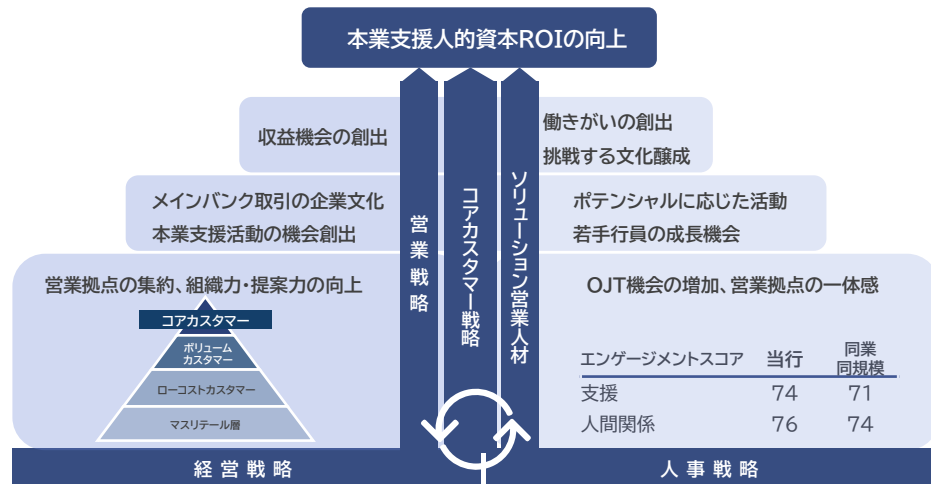 本業支援人的資本ROIの向上
収益機会の創出
働きがいの創出
挑戦する文化醸成
メインバンク取引の企業文化
本業支援活動の機会創出
ポテンシャルに応じた活動
若手行員の成長機会
営業戦略
コアカスタマー戦略
ソリューション営業人材
営業拠点の集約、組織力・提案力の向上
コアカスタマー
ボリューム
カスタマー
ローコストカスタマー
マスリテール層
OJT機会の増加、営業拠点の一体感
エンゲージメントスコア 当行 同業
同規模
支援 74 71
人間関係 76 74
経営戦略
人事戦略